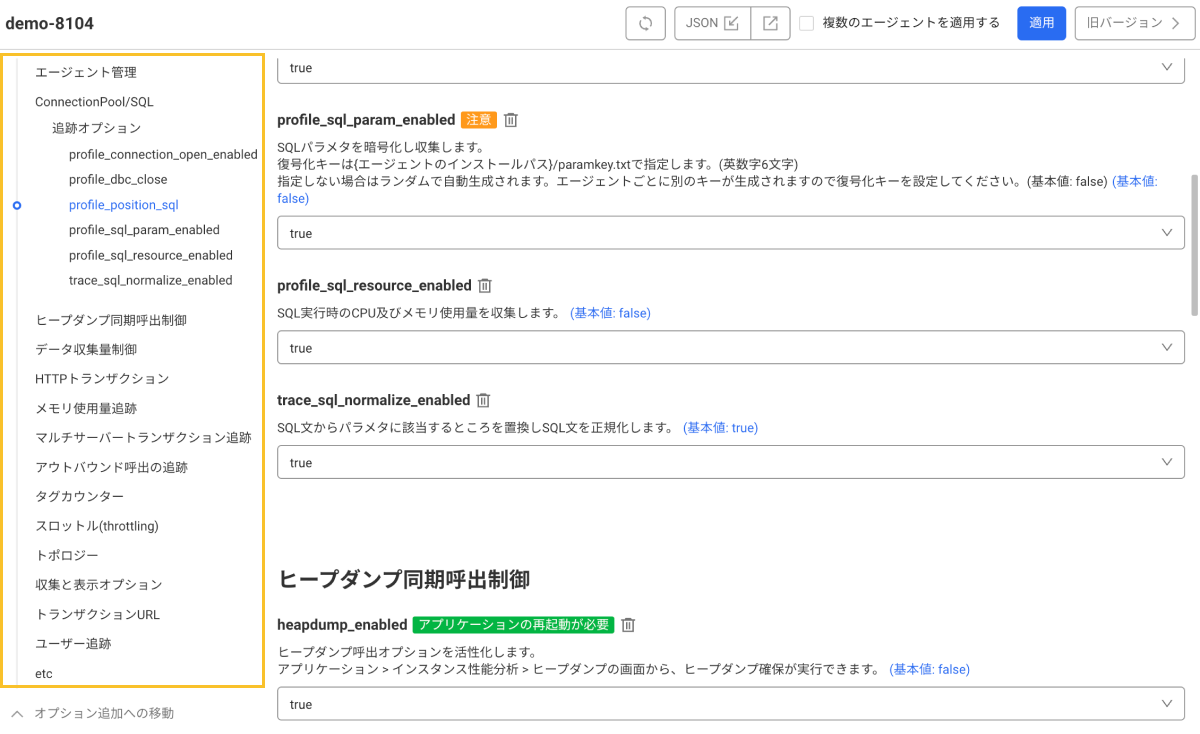 demo-8104
JSON
複数のエージェントを適用する
適用
旧バージョン
エージェント管理
ConnectionPool/SQL
追跡オプション
profile_connection_open_enabled
profile_dbc_close
profile_position_sql
profile_sql_param_enabled
profile_sql_resource_enabled
trace_sql_normalize_enabled
ヒープダンプ同期呼出制御
データ収集量制御
HTTPトランザクション
メモリ使用量追跡
マルチサーバートランザクション追跡
アウトバウンド呼出の追跡
タグカウンター
スロットル(throttling)
トポロジー
収集と表示オプション
トランザクションURL
ユーザー追跡
etc
オプション追加への移動
true
profile_sql_param_enabled 注意
SQLパラメタを暗号化し収集します。
復号化キーは{エージェントのインストールパス}/paramkey.txtで指定します。(英数字6文字)
指定しない場合はランダムで自動生成されます。エージェントごとに別のキーが生成されますので復号化キーを設定してください。(基本値: false) (基本値:
false)
true
profile_sql_resource_enabled
SQL実行時のCPU及びメモリ使用量を収集します。 (基本値: false)
true
trace_sql_normalize_enabled
SQL文からパラメタに該当するところを置換しSQL文を正規化します。 (基本値: true)
true
ヒープダンプ同期呼出制御
heapdump_enabled アプリケーションの再起動が必要
ヒープダンプ呼出オプションを活性化します。
アプリケーション > インスタンス性能分析 > ヒープダンプの画面から、ヒープダンプ確保が実行できます。 (基本値: false)
true